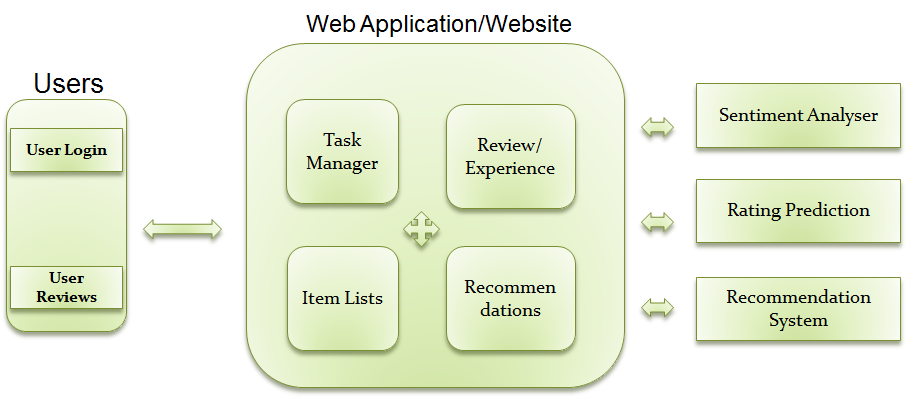 Web Application/Website
Users
User Login
User
Reviews
Task
Manager
Review/
Experience
Item Lists
Recommen
dations
Sentiment Analyser
Rating Prediction
Recommendation
System